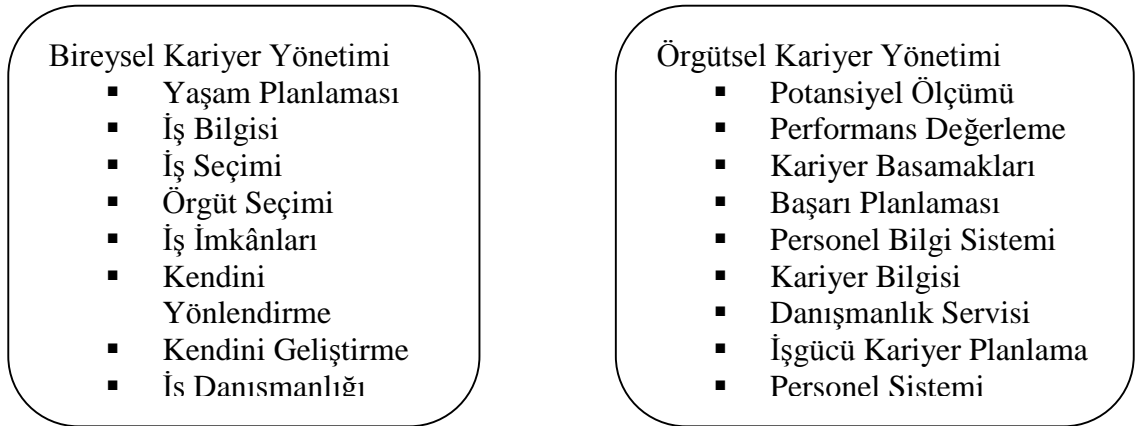 Bireysel Kariyer Yönetimi
▪ Yaşam Planlaması
▪ İş Bilgisi
▪ İş Seçimi
▪ Örgüt Seçimi
▪ İş İmkânları
▪ Kendini
Yönlendirme
▪ Kendini Geliştirme
▪ İş Danışmanlığı
Örgütsel Kariyer Yönetimi
▪ Potansiyel Ölçümü
▪ Performans Değerleme
▪ Kariyer Basamakları
▪ Başarı Planlaması
▪ Personel Bilgi Sistemi
▪ Kariyer Bilgisi
▪ Danışmanlık Servisi
▪ İşgücü Kariyer Planlama
▪ Personel Sistemi